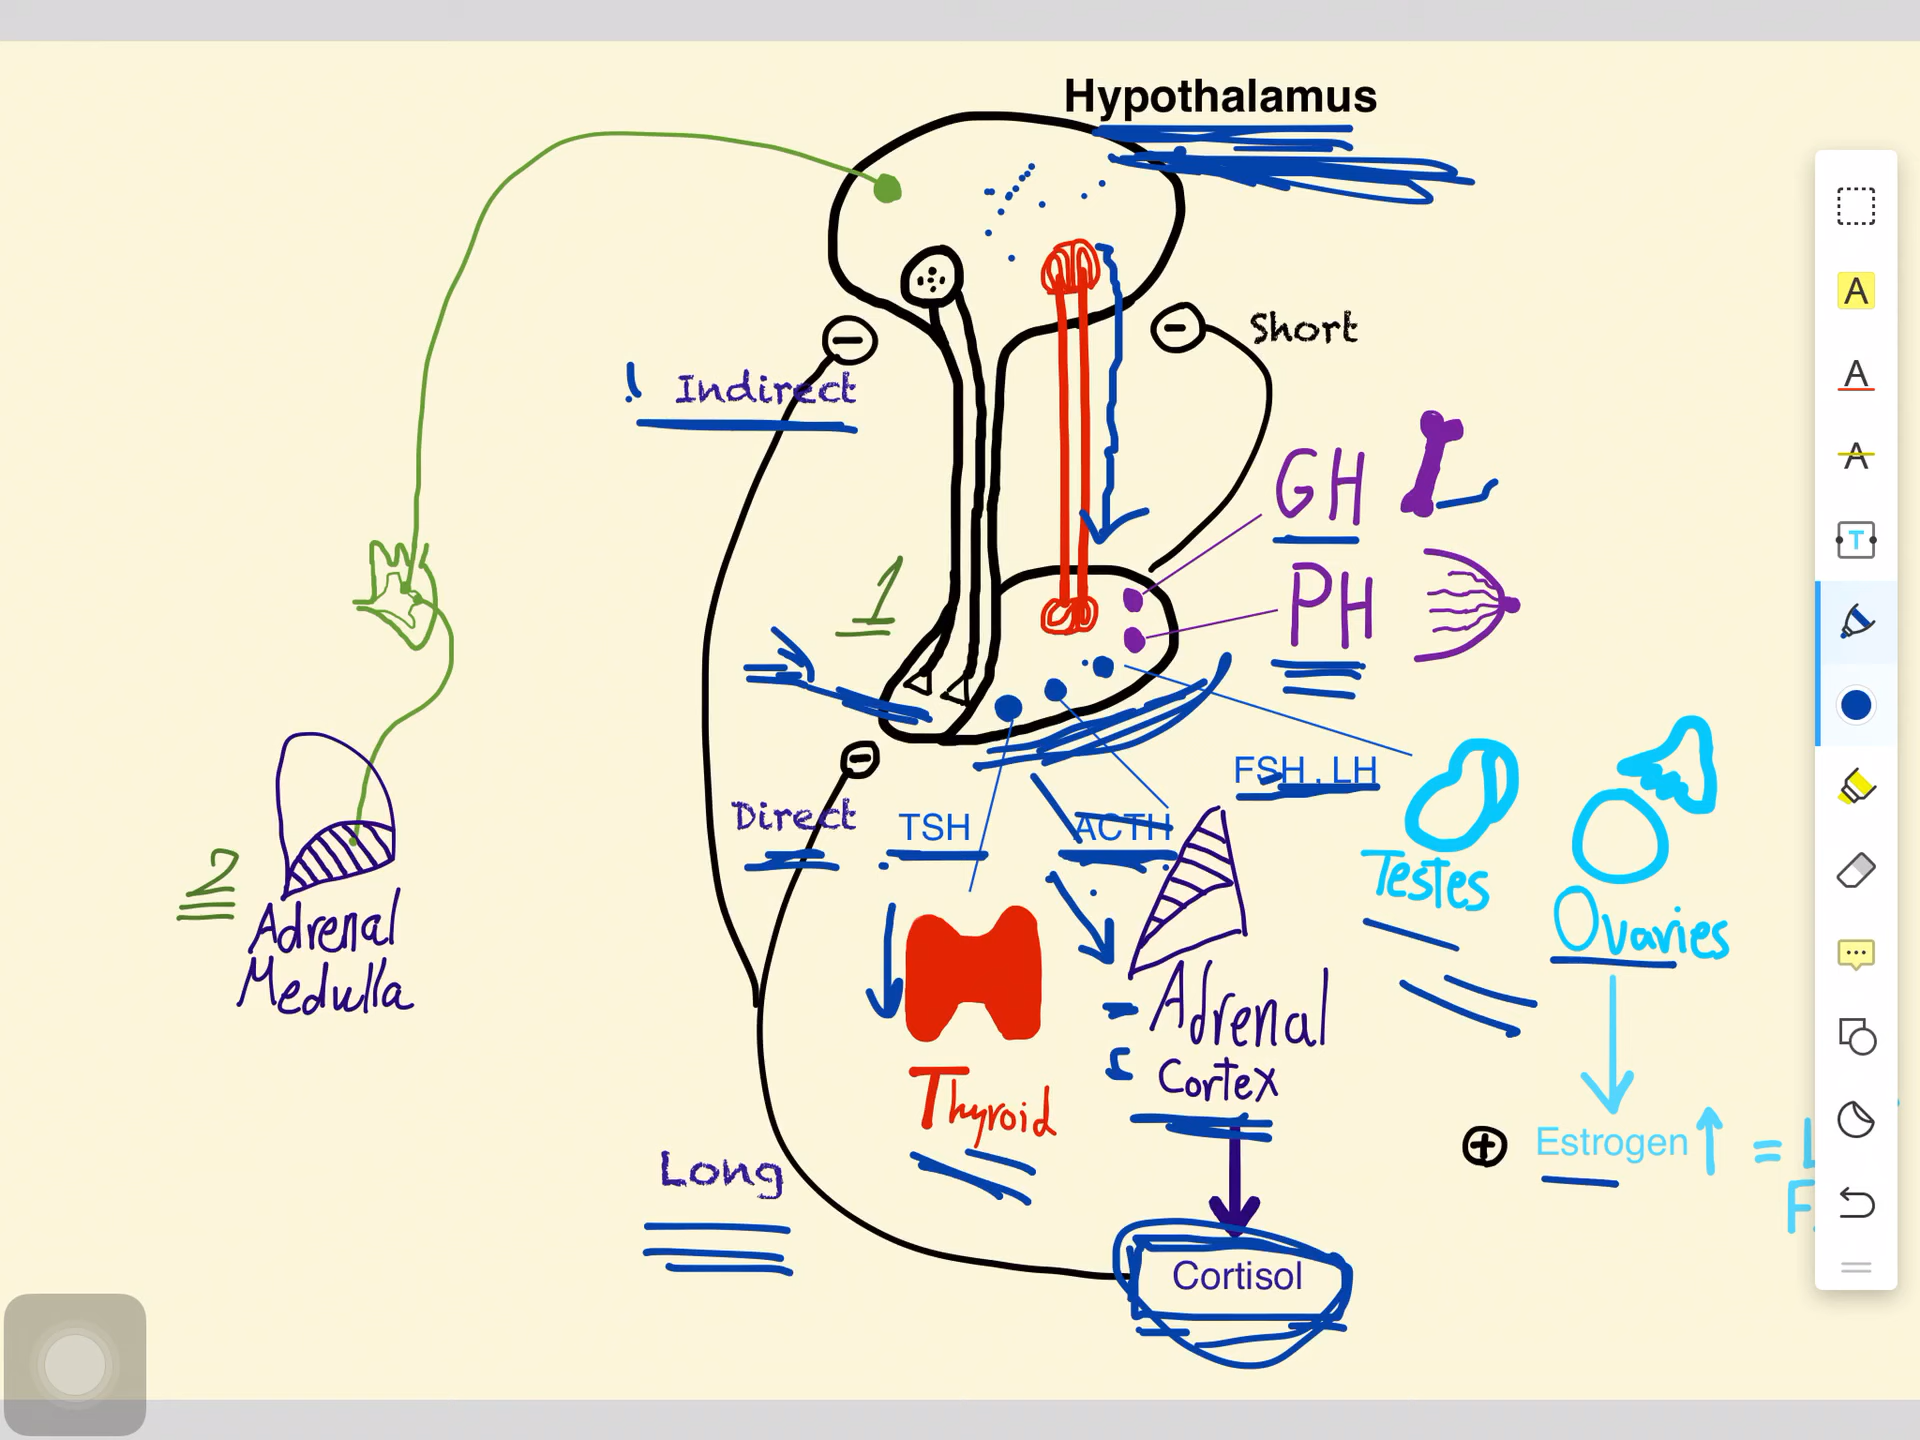 Hypothalamus
Short
! Indirect
GH
1
PH
FSH , LH
Direct
TSH
ACTH
Testes
2
Adrenal
Medulla
Ovaries
Adrenal
Cortex
Thyroid
Estrogen ↑ =
Long
Cortisol
A
A
A
T